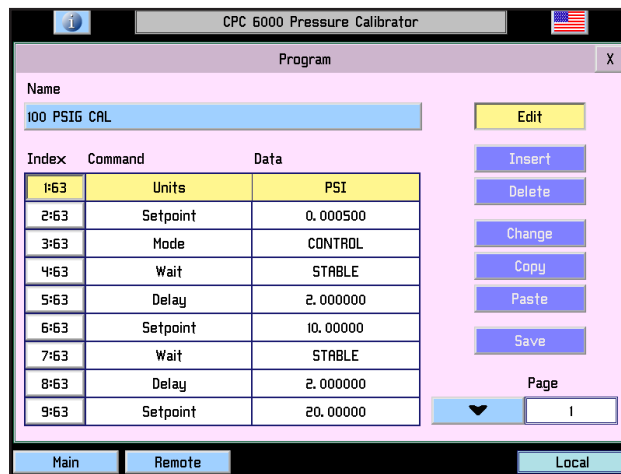 i CPC 6000 Pressure Calibrator
Program X
Name
100 PSIG CAL Edit
Index Command Data Insert
1:63 Units PSI Delete
2:63 Setpoint 0.000500
3:63 Mode CONTROL Change
4:63 Wait STABLE Copy
5:63 Delay 2.000000 Paste
6:63 Setpoint 10.00000
7:63 Wait STABLE Save
8:63 Delay 2.000000 Page
9:63 Setpoint 20.00000 1
Main Remote Local